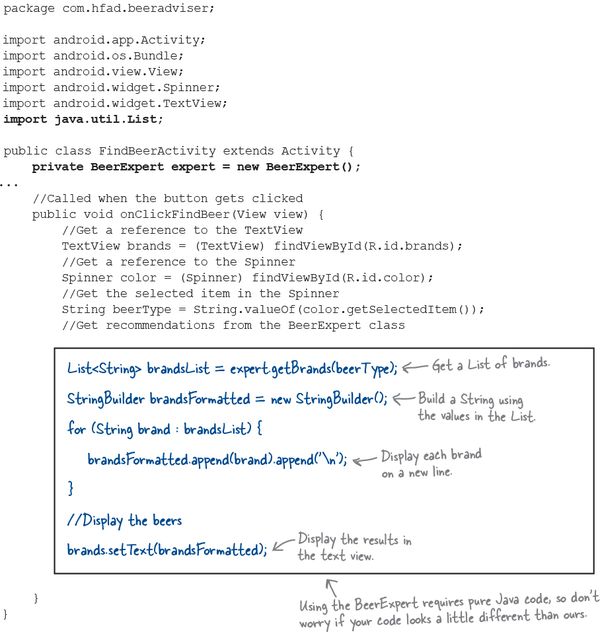 package com.hfad.beeradviser;
import android.app.Activity;
import android.os.Bundle;
import android.view.View;
import android.widget.Spinner;
import android.widget.TextView;
import java.util.List;
public class FindBeerActivity extends Activity {
private BeerExpert expert = new BeerExpert();
...
//Called when the button gets clicked
public void onClickFindBeer(View view) {
//Get a reference to the TextView
TextView brands = (TextView) findViewById(R.id.brands);
//Get a reference to the Spinner
Spinner color = (Spinner) findViewById(R.id.color);
//Get the selected item in the Spinner
String beerType = String.valueOf(color.getSelectedItem());
//Get recommendations from the BeerExpert class
List<String> brandsList = expert.getBrands(beerType);
Get a List of brands.
StringBuilder brandsFormatted = new StringBuilder();
Build a String using
the values in the List.
for (String brand : brandsList) {
brandsFormatted.append(brand).append('\n');
Display each brand
on a new line.
}
//Display the beers
brands.setText(brandsFormatted);
Display the results in
the text view.
}
}
Using the BeerExpert requires pure Java code, so don't
worry if your code looks a little different than ours.